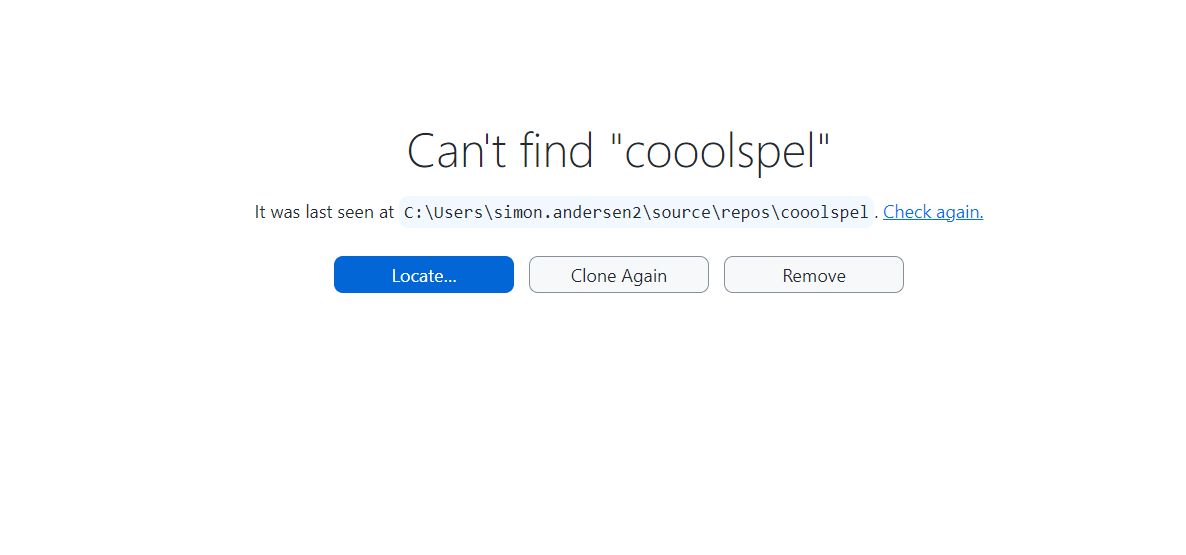 Can't find "cooolspel"
It was last seen at C:\Users\simon.andersen2\source\repos\cooolspel. Check again.
Locate... Clone Again Remove